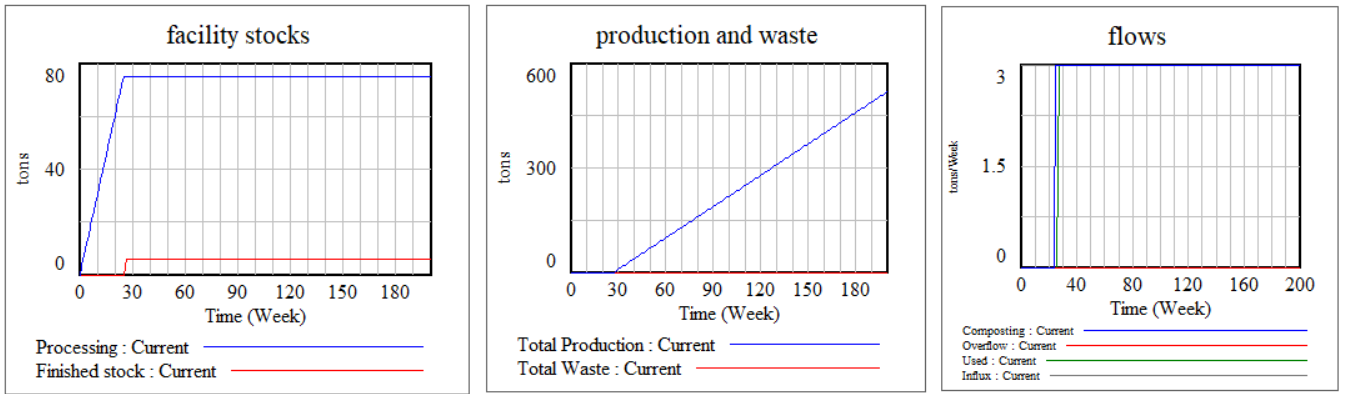 facility stocks
80
40
0
tons
0 30 60 90 120 150 180
Time (Week)
Processing : Current
Finished stock : Current
production and waste
600
300
0
tons
0 30 60 90 120 150 180
Time (Week)
Total Production : Current
Total Waste : Current
flows
3
1.5
0
tons/Week
0 40 80 120 160 200
Time (Week)
Composting : Current
Overflow : Current
Used : Current
Influx : Current